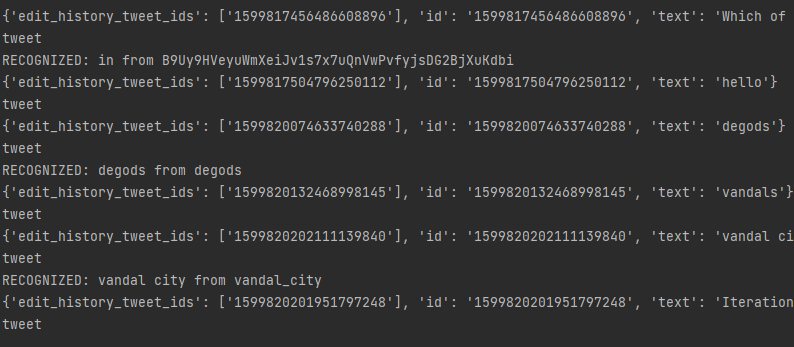 {'edit_history_tweet_ids': ['1599817456486608896'], 'id': '1599817456486608896', 'text': 'Which of
tweet
RECOGNIZED: in from B9Uy9HVeyuWmXeiJv1s7x7uQnVwPvfyjsDG2BjXuKdbi
{'edit_history_tweet_ids': ['1599817504796250112'], 'id': '1599817504796250112', 'text': 'hello'}
tweet
{'edit_history_tweet_ids': ['1599820074633740288'], 'id': '1599820074633740288', 'text': 'degods'}
tweet
RECOGNIZED: degods from degods
{'edit_history_tweet_ids': ['1599820132468998145'], 'id': '1599820132468998145', 'text': 'vandals'}
tweet
{'edit_history_tweet_ids': ['1599820202111139840'], 'id': '1599820202111139840', 'text': 'vandal ci
tweet
RECOGNIZED: vandal city from vandal_city
{'edit_history_tweet_ids': ['1599820201951797248'], 'id': '1599820201951797248', 'text': 'Iteration
tweet